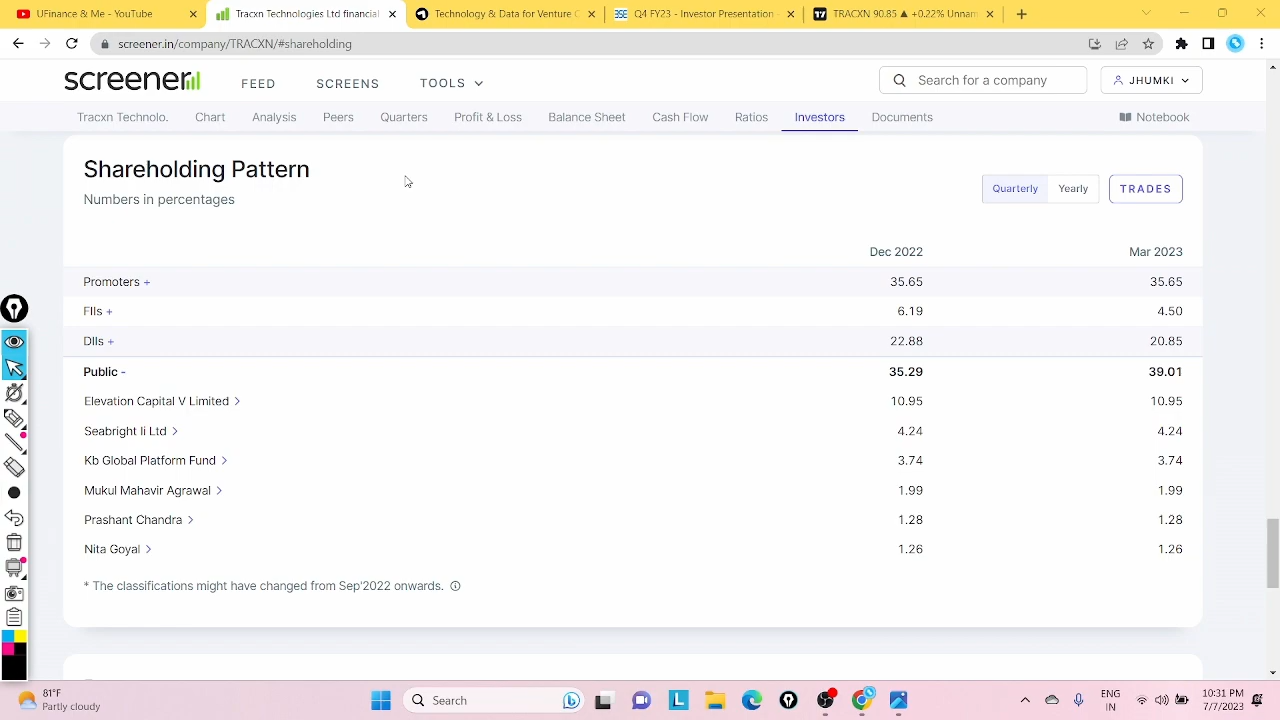 UFinance & Me - YouTube
Tracxn Technologies Ltd financial
Technology & Data for Venture C
Q4 FY23 - Investor Presentation -
TRACXN 90.85 ▲ +0.22% Unnam
screener.in/company/TRACXN/#shareholding
screener
FEED
SCREENS
TOOLS
Search for a company
JHUMKI
Tracxn Technolo.
Chart
Analysis
Peers
Quarters
Profit & Loss
Balance Sheet
Cash Flow
Ratios
Investors
Documents
Notebook
Shareholding Pattern
Numbers in percentages
Quarterly
Yearly
TRADES
Dec 2022 Mar 2023
Promoters + 35.65 35.65
FIIs + 6.19 4.50
DIIs + 22.88 20.85
Public - 35.29 39.01
Elevation Capital V Limited > 10.95 10.95
Seabright Ii Ltd > 4.24 4.24
Kb Global Platform Fund > 3.74 3.74
Mukul Mahavir Agrawal > 1.99 1.99
Prashant Chandra > 1.28 1.28
Nita Goyal > 1.26 1.26
* The classifications might have changed from Sep'2022 onwards.
81°F
Partly cloudy
Search
ENG
IN
10:31 PM
7/7/2023